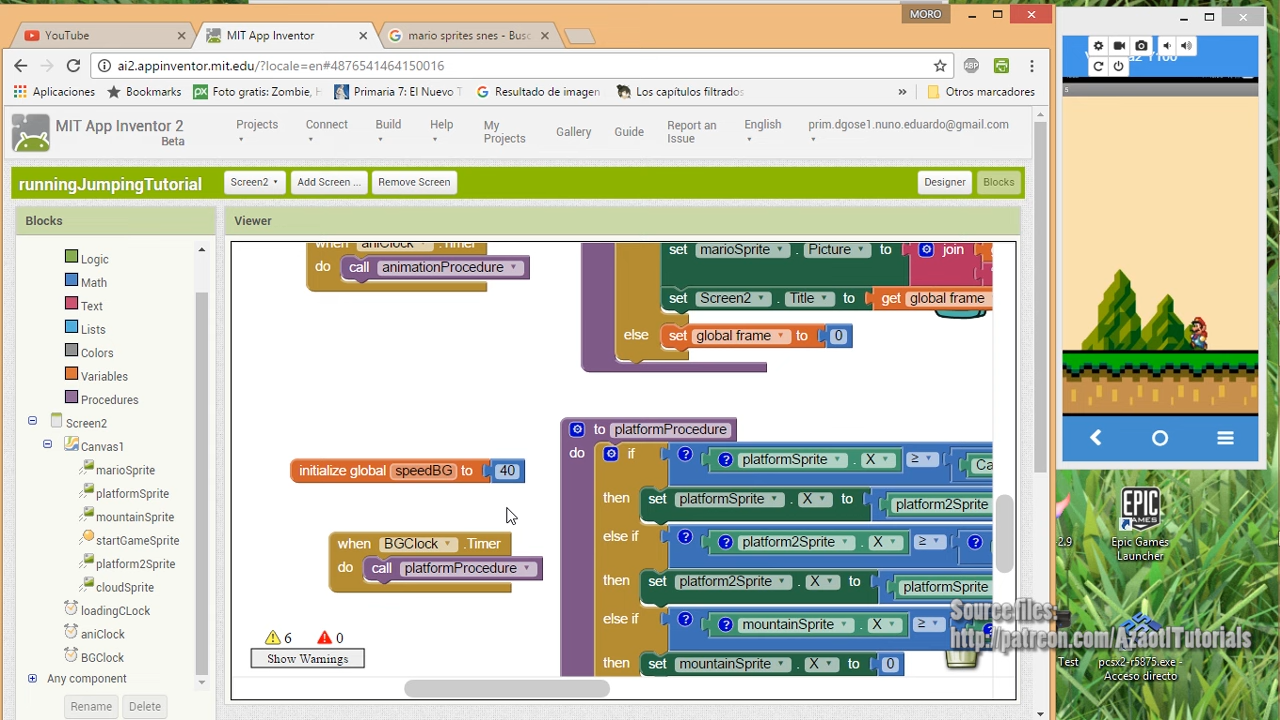 MORO
YouTube
MIT App Inventor
mario sprites snes - Busc
ai2.appinventor.mit.edu/?locale=en#4876541464150016
ABP
Aplicaciones
Bookmarks
Foto gratis: Zombie, H
Primaria 7: El Nuevo T
Resultado de imagen
Los capítulos filtrados
»
Otros marcadores
MIT App Inventor 2
Beta
Projects
Connect
Build
Help
My Projects
Gallery
Guide
Report an Issue
English
prim.dgose1.nuno.eduardo@gmail.com
runningJumpingTutorial
Screen2
Add Screen ...
Remove Screen
Designer
Blocks
Blocks
Viewer
Logic
Math
Text
Lists
Colors
Variables
Procedures
Screen2
Canvas1
marioSprite
platformSprite
mountainSprite
startGameSprite
platform2Sprite
cloudSprite
loadingCLock
aniClock
BGClock
Any component
Rename
Delete
when aniClock .Timer
do call animationProcedure
set marioSprite . Picture to join
set Screen2 . Title to get global frame
else set global frame to 0
initialize global speedBG to 40
when BGClock .Timer
do call platformProcedure
to platformProcedure
do if platformSprite . X ≥ Ca
then set platformSprite . X to platform2Sprite
else if platform2Sprite . X ≥
then set platform2Sprite . X to platformSprite
else if mountainSprite . X ≥
then set mountainSprite . X to 0
6
0
Show Warnings
EPIC GAMES
Epic Games Launcher
2.9
Test
pcsx2-r5875.exe - Acceso directo
Source files:
http://patreon.com/AzaotlTutorials